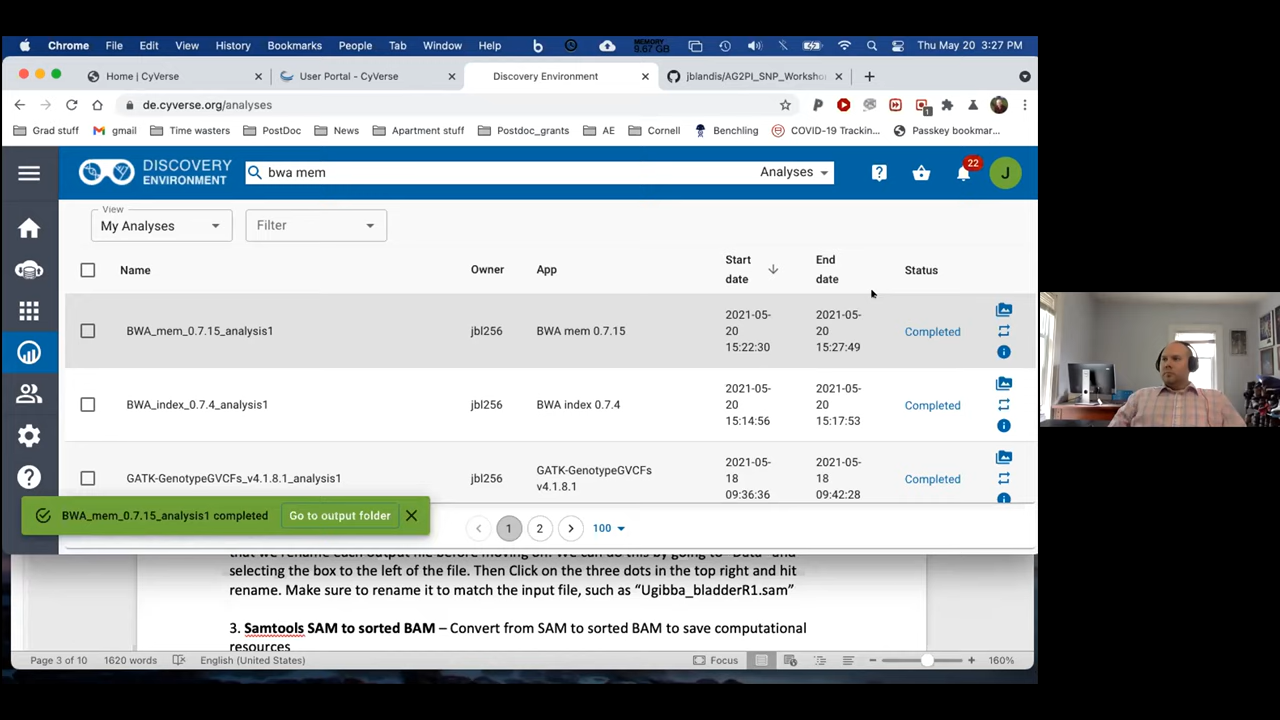 Chrome File Edit View History Bookmarks People Tab Window Help MEMORY 9.67 GB Thu May 20 3:27 PM
Home | CyVerse User Portal - CyVerse Discovery Environment jblandis/AG2PI_SNP_Worksho
de.cyverse.org/analyses
Grad stuff gmail Time wasters PostDoc News Apartment stuff Postdoc_grants AE Cornell Benchling COVID-19 Trackin... Passkey bookmar...
DISCOVERY
ENVIRONMENT
bwa mem Analyses 22 J
View
My Analyses Filter
Name Owner App Start date End date Status
BWA_mem_0.7.15_analysis1 jbl256 BWA mem 0.7.15 2021-05-20 15:22:30 2021-05-20 15:27:49 Completed
BWA_index_0.7.4_analysis1 jbl256 BWA index 0.7.4 2021-05-20 15:14:56 2021-05-20 15:17:53 Completed
GATK-GenotypeGVCFs_v4.1.8.1_analysis1 jbl256 GATK-GenotypeGVCFs v4.1.8.1 2021-05-18 09:36:36 2021-05-18 09:42:28 Completed
BWA_mem_0.7.15_analysis1 completed Go to output folder
1 2 100
selecting the box to the left of the file. Then Click on the three dots in the top right and hit
rename. Make sure to rename it to match the input file, such as “Ugibba_bladderR1.sam”
3. Samtools SAM to sorted BAM – Convert from SAM to sorted BAM to save computational
resources
Page 3 of 10 1620 words English (United States) Focus 160%